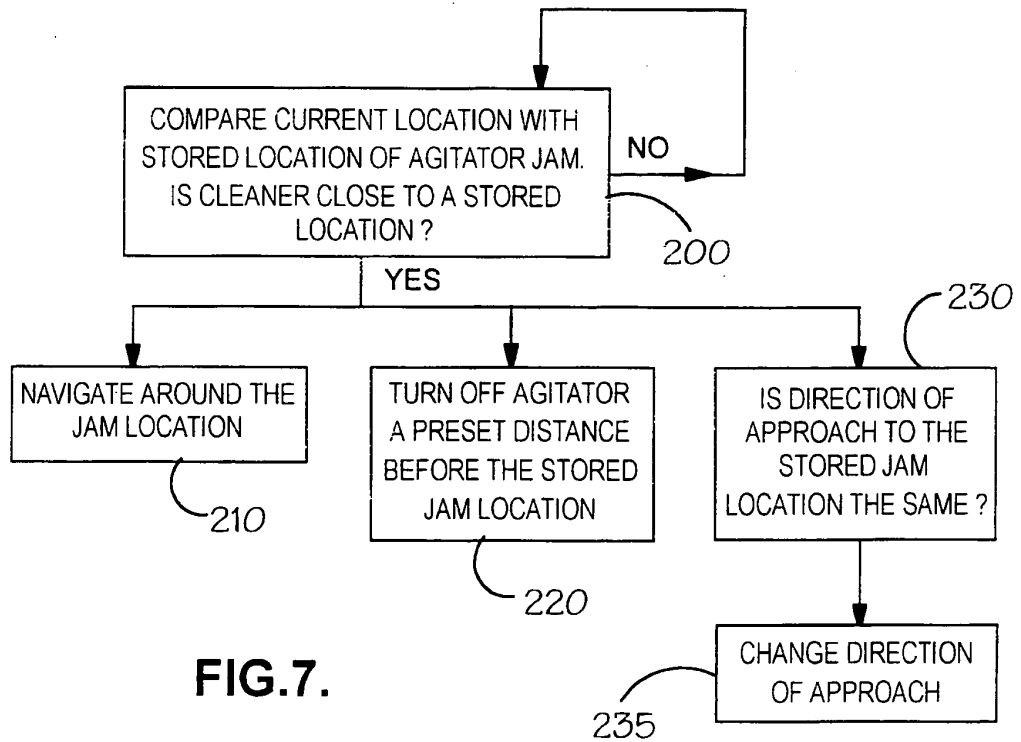 COMPARE CURRENT LOCATION WITH
STORED LOCATION OF AGITATOR JAM.
IS CLEANER CLOSE TO A STORED
LOCATION ?
NO
200
YES
230
NAVIGATE AROUND THE
JAM LOCATION
210
TURN OFF AGITATOR
A PRESET DISTANCE
BEFORE THE STORED
JAM LOCATION
220
IS DIRECTION OF
APPROACH TO THE
STORED JAM
LOCATION THE SAME ?
CHANGE DIRECTION
OF APPROACH
235
FIG.7.